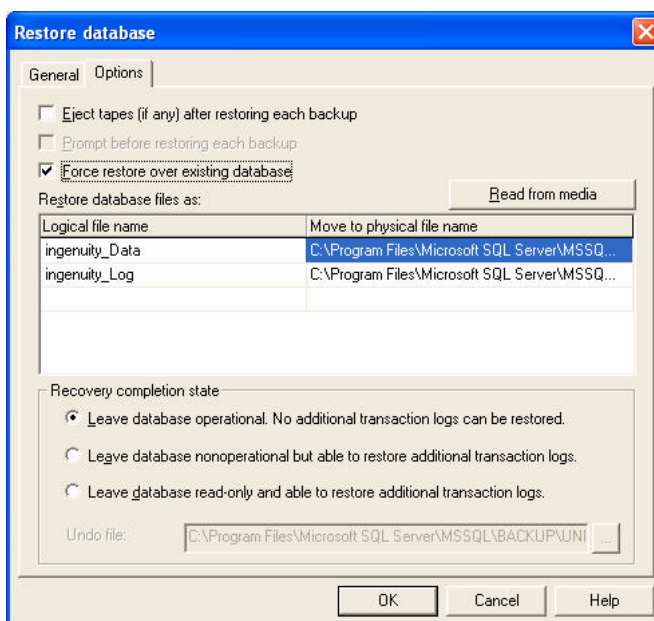 Restore database
General Options
Eject tapes (if any) after restoring each backup
Prompt before restoring each backup
Force restore over existing database
Restore database files as:
Read from media
Logical file name Move to physical file name
ingenuity_Data C:\Program Files\Microsoft SQL Server\MSSQ...
ingenuity_Log C:\Program Files\Microsoft SQL Server\MSSQ...
Recovery completion state
Leave database operational. No additional transaction logs can be restored.
Leave database nonoperational but able to restore additional transaction logs.
Leave database read-only and able to restore additional transaction logs.
Undo file: C:\Program Files\Microsoft SQL Server\MSSQL\BACKUP\UNI ...
OK Cancel Help